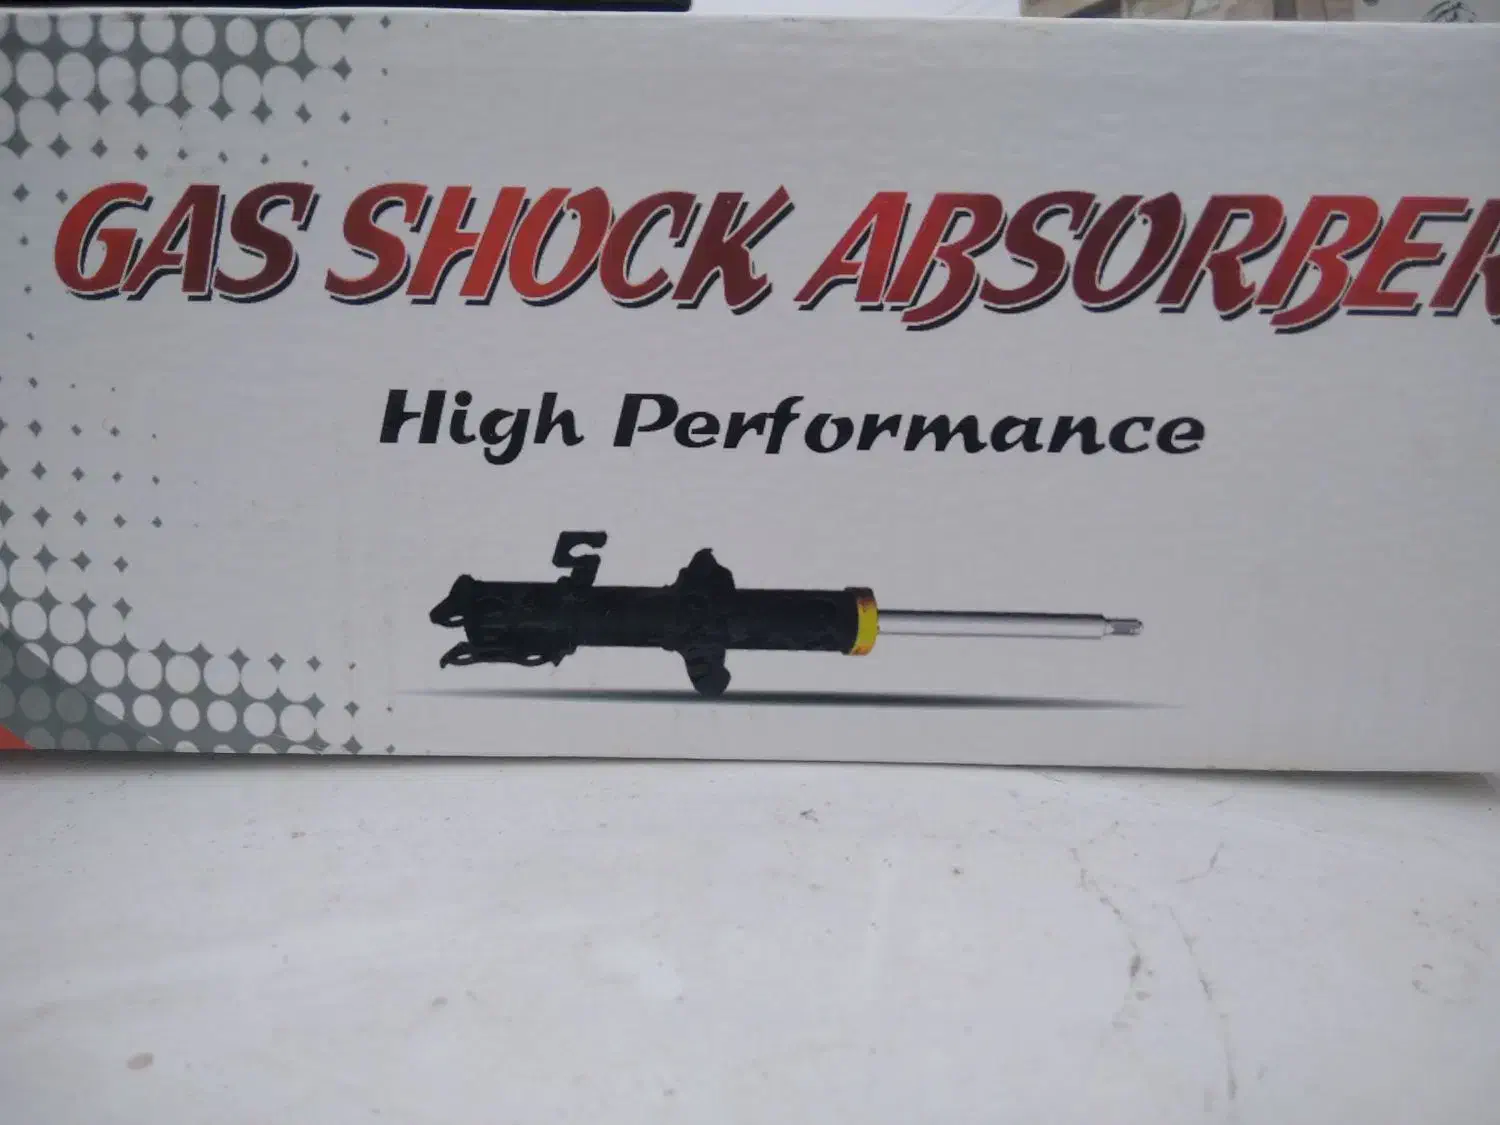 GAS SHOCK ABSORBER
High Performance